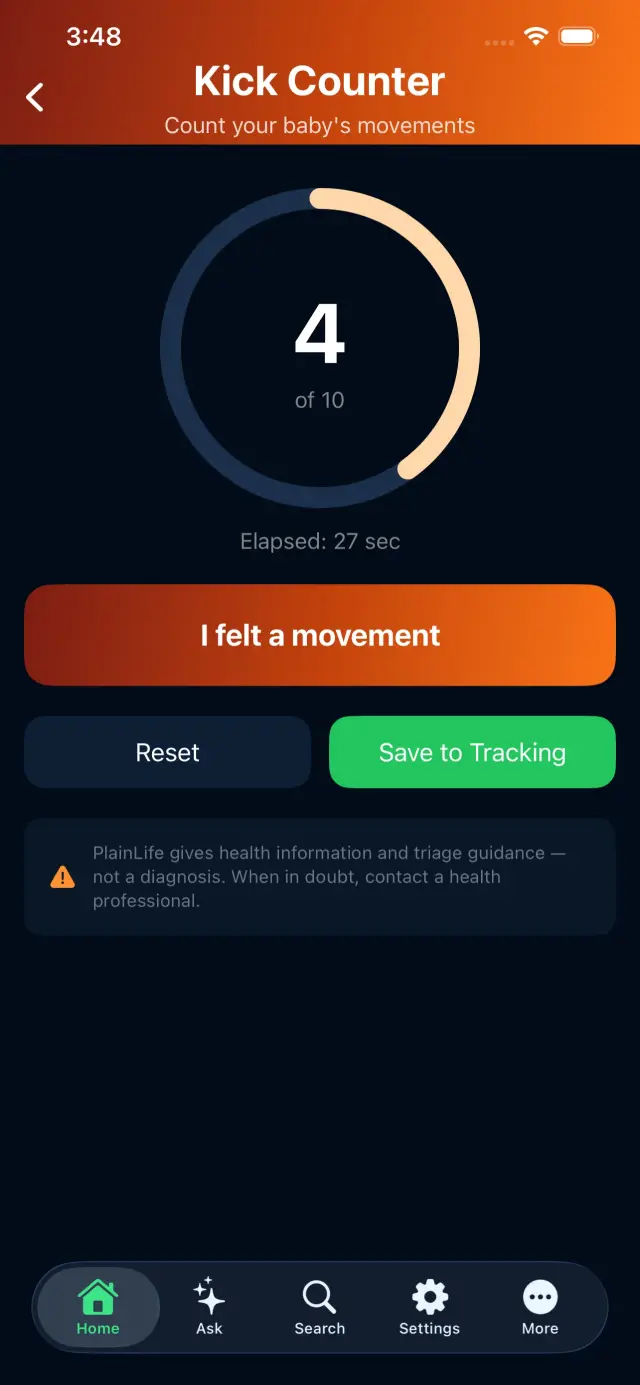 3:48
Kick Counter
Count your baby's movements
4
of 10
Elapsed: 27 sec
I felt a movement
Reset
Save to Tracking
PlainLife gives health information and triage guidance —
not a diagnosis. When in doubt, contact a health
professional.
Home
Ask
Search
Settings
More